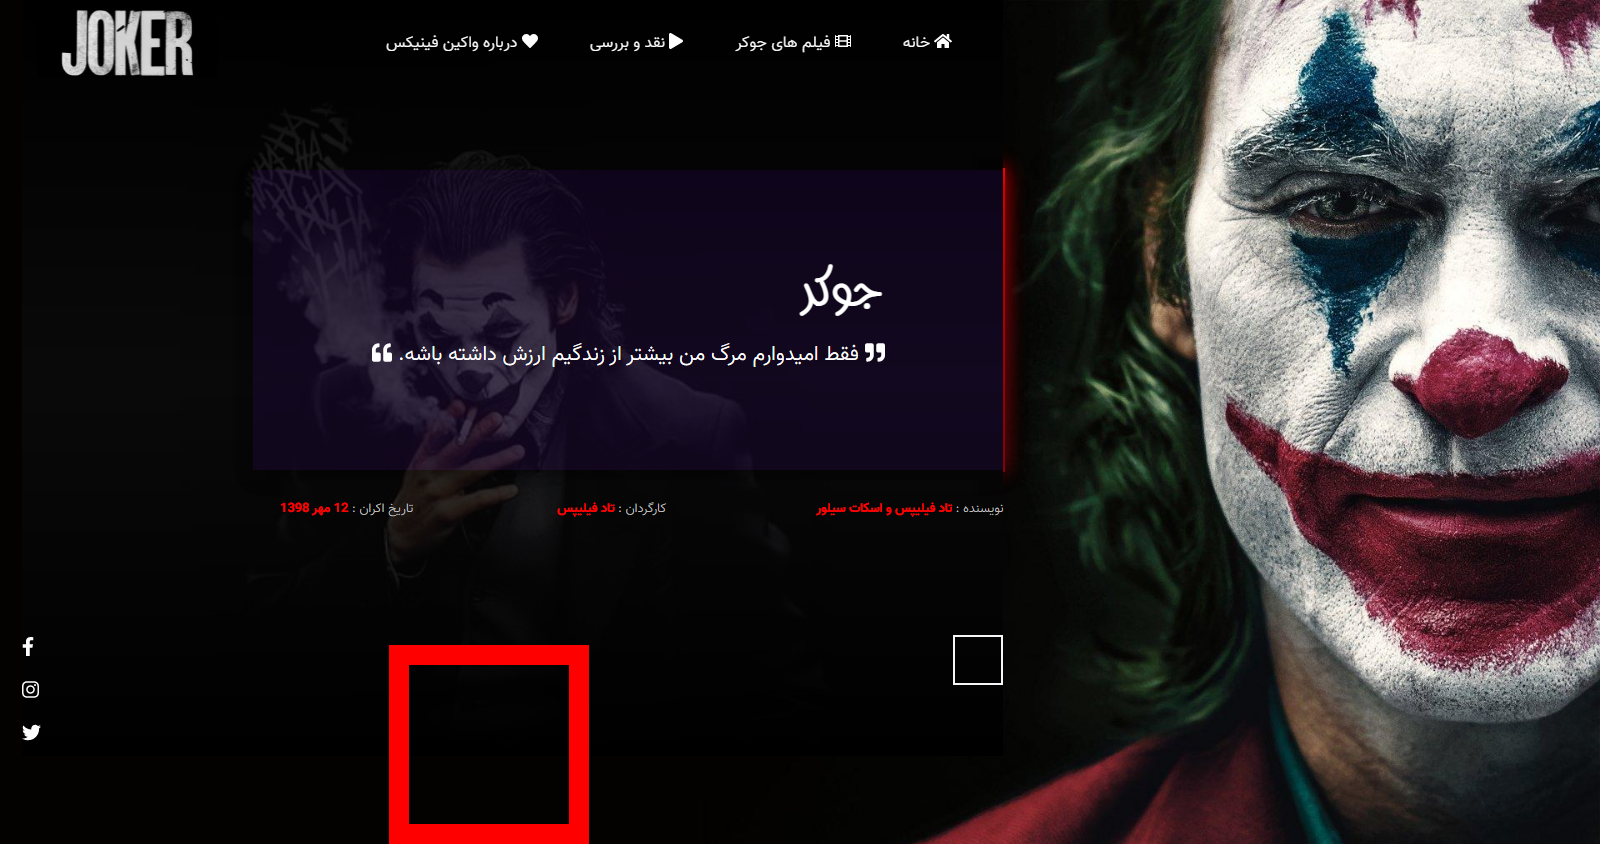 JOKER
خانه
فیلم های جوکر
نقد و بررسی
درباره واکین فینیکس
جوکر
فقط امیدوارم مرگ من بیشتر از زندگیم ارزش داشته باشه.
نویسنده : تاد فیلیپس و اسکات سیلور
کارگردان : تاد فیلیپس
تاریخ اکران : 12 مهر 1398